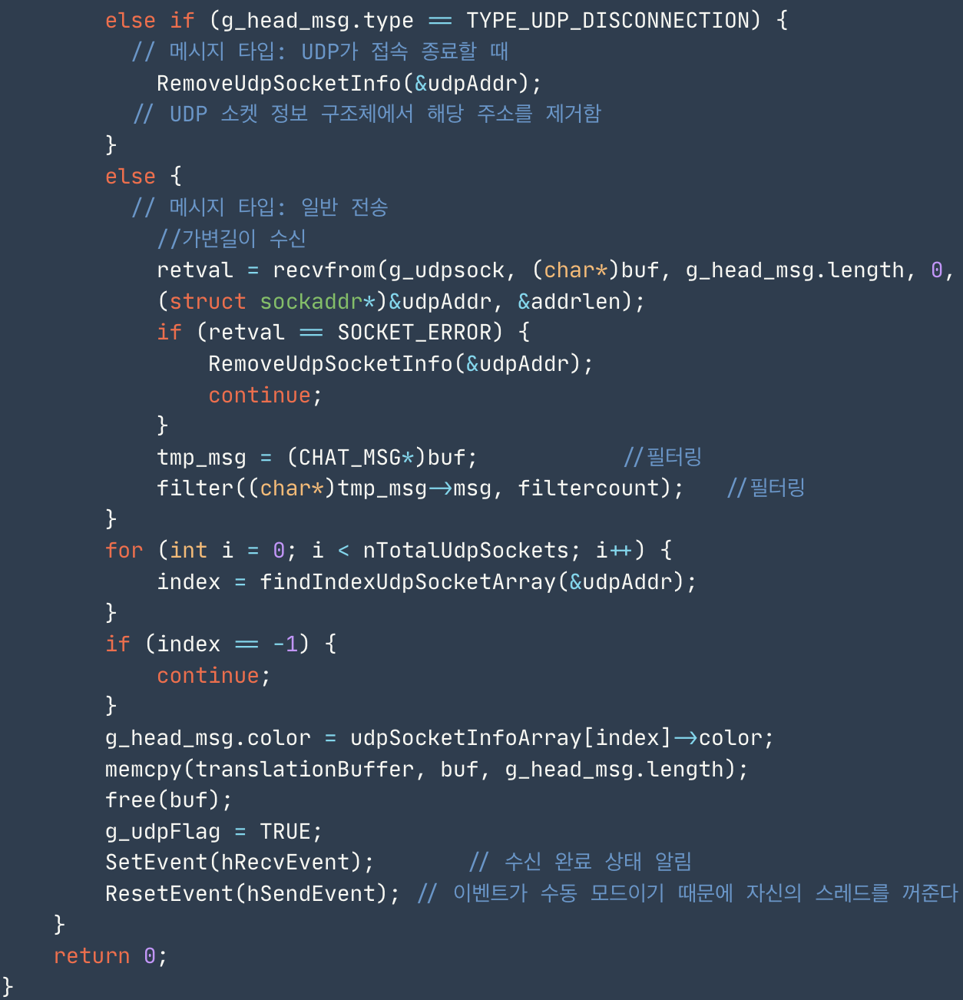 else if (g_head_msg.type == TYPE_UDP_DISCONNECTION) {
// 메시지 타입: UDP가 접속 종료할 때
RemoveUdpSocketInfo(&udpAddr);
// UDP 소켓 정보 구조체에서 해당 주소를 제거함
}
else {
// 메시지 타입: 일반 전송
//가변길이 수신
retval = recvfrom(g_udpsock, (char*)buf, g_head_msg.length, 0,
(struct sockaddr*)&udpAddr, &addrlen);
if (retval == SOCKET_ERROR) {
RemoveUdpSocketInfo(&udpAddr);
continue;
}
tmp_msg = (CHAT_MSG*)buf; //필터링
filter((char*)tmp_msg->msg, filtercount); //필터링
}
for (int i = 0; i < nTotalUdpSockets; i++) {
index = findIndexUdpSocketArray(&udpAddr);
}
if (index == -1) {
continue;
}
g_head_msg.color = udpSocketInfoArray[index]->color;
memcpy(translationBuffer, buf, g_head_msg.length);
free(buf);
g_udpFlag = TRUE;
SetEvent(hRecvEvent); // 수신 완료 상태 알림
ResetEvent(hSendEvent); // 이벤트가 수동 모드이기 때문에 자신의 스레드를 꺼준다
}
return 0;
}